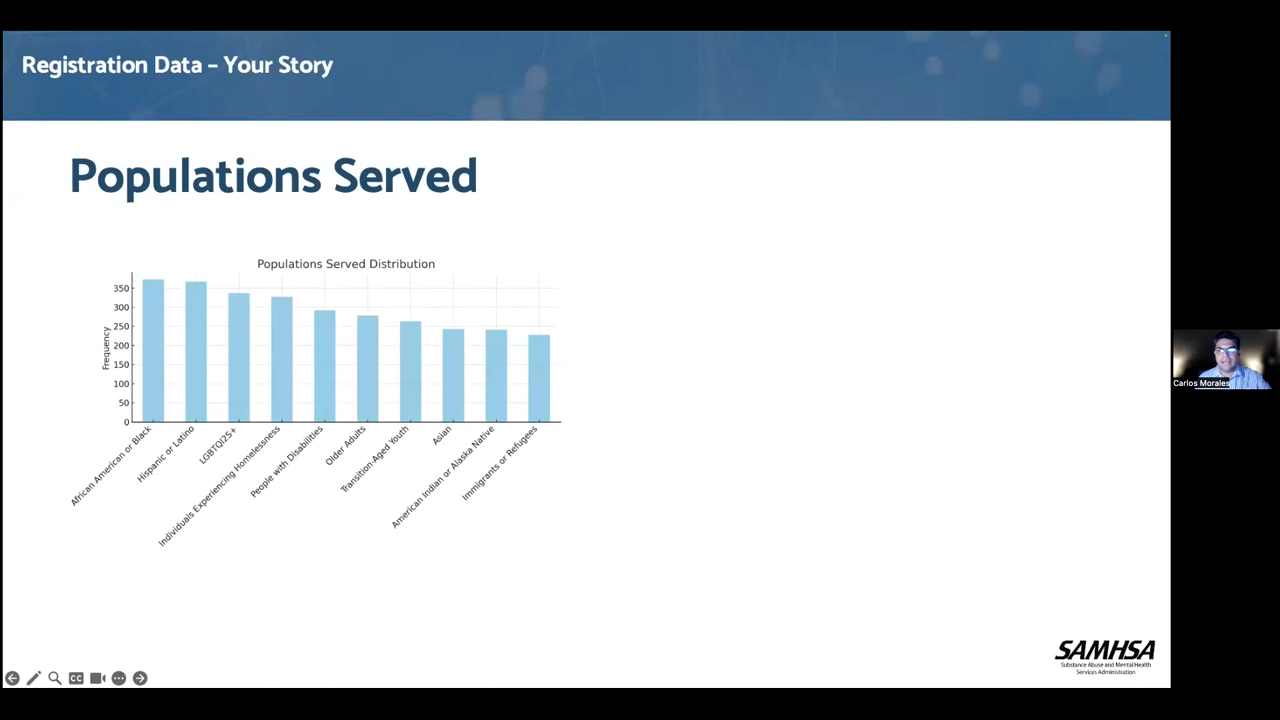 Registration Data – Your Story
Populations Served
Populations Served Distribution
Frequency
350
300
250
200
150
100
50
0
African American or Black
Hispanic or Latino
LGBTQI2S+
Individuals Experiencing Homelessness
People with Disabilities
Older Adults
Transition-Aged Youth
Asian
American Indian or Alaska Native
Immigrants or Refugees
Carlos Morales
SAMHSA
Substance Abuse and Mental Health
Services Administration
CC